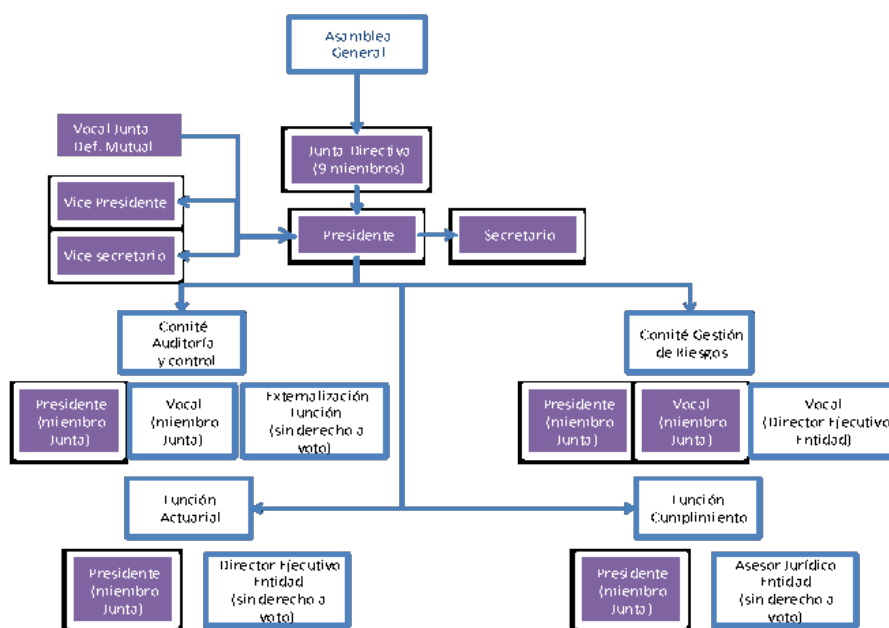 Asamblea
General
Vocal Junta
Def. Mutual
Junta Directiva
(9 miembros)
Vice Presidente
Presidente
Secretario
Vice secretario
Comité
Auditoría
y control
Comité Gestión
de Riesgos
Presidente
(miembro
Junta)
Vocal
(miembro
Junta)
Externalización
Función
(sin derecho a
voto)
Presidente
(miembro
Junta)
Vocal
(miembro
Junta)
Vocal
(Director Ejecutivo
Entidad)
Función
Actuarial
Función
Cumplimiento
Presidente
(miembro
Junta)
Director Ejecutivo
Entidad
(sin derecho a
voto)
Presidente
(miembro
Junta)
Asesor Jurídico
Entidad
(sin derecho a
voto)